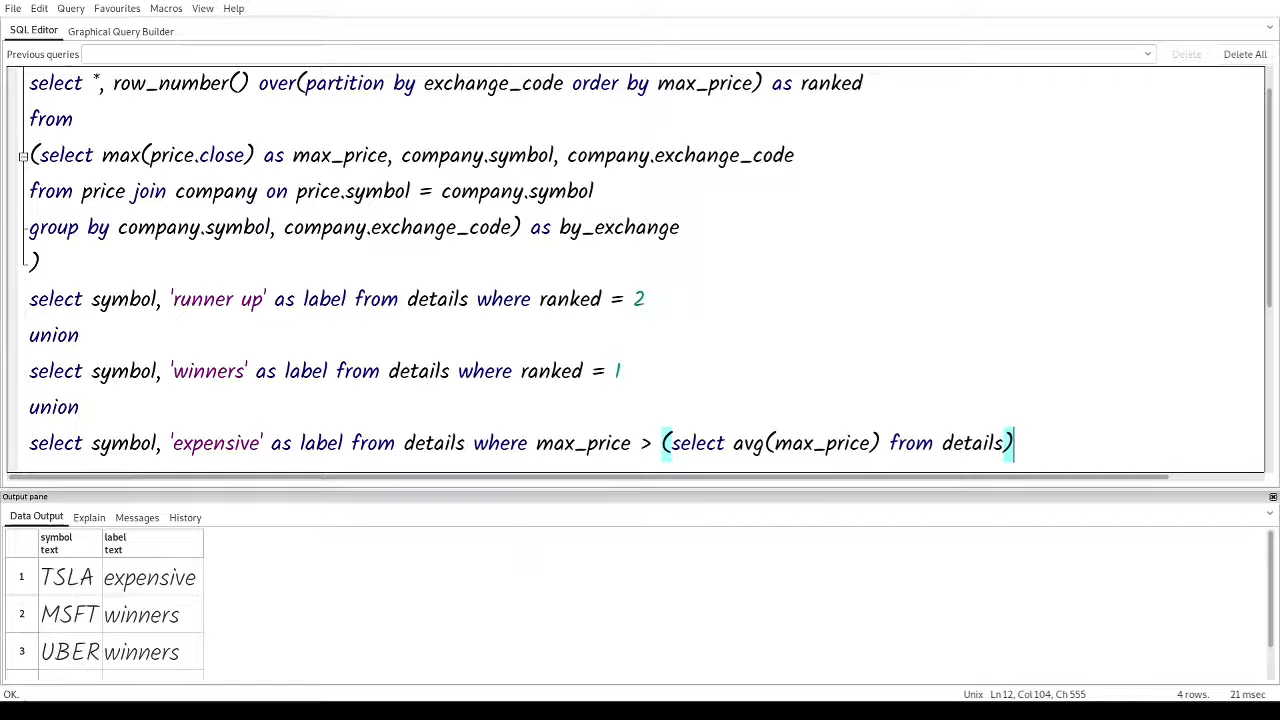 File Edit Query Favourites Macros View Help
SQL Editor Graphical Query Builder
Previous queries Delete Delete All
select *, row_number() over(partition by exchange_code order by max_price) as ranked
from
(select max(price.close) as max_price, company.symbol, company.exchange_code
from price join company on price.symbol = company.symbol
group by company.symbol, company.exchange_code) as by_exchange
)
select symbol, 'runner up' as label from details where ranked = 2
union
select symbol, 'winners' as label from details where ranked = 1
union
select symbol, 'expensive' as label from details where max_price > (select avg(max_price) from details)
Output pane
Data Output Explain Messages History
symbol label
text text
1 TSLA expensive
2 MSFT winners
3 UBER winners
OK. Unix Ln 12, Col 104, Ch 555 4 rows. 21 msec